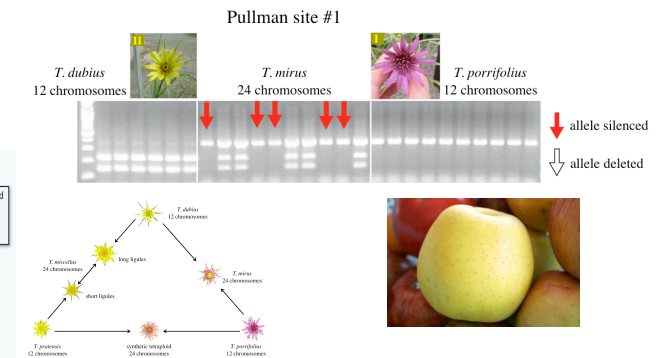 Pullman site #1
II
I
T. dubius
12 chromosomes
T. mirus
24 chromosomes
T. porrifolius
12 chromosomes
allele silenced
allele deleted
d
T. dubius
12 chromosomes
T. miscellus
24 chromosomes
long ligules
short ligules
T. mirus
24 chromosomes
T. pratensis
12 chromosomes
synthetic tetraploid
24 chromosomes
T. porrifolius
12 chromosomes